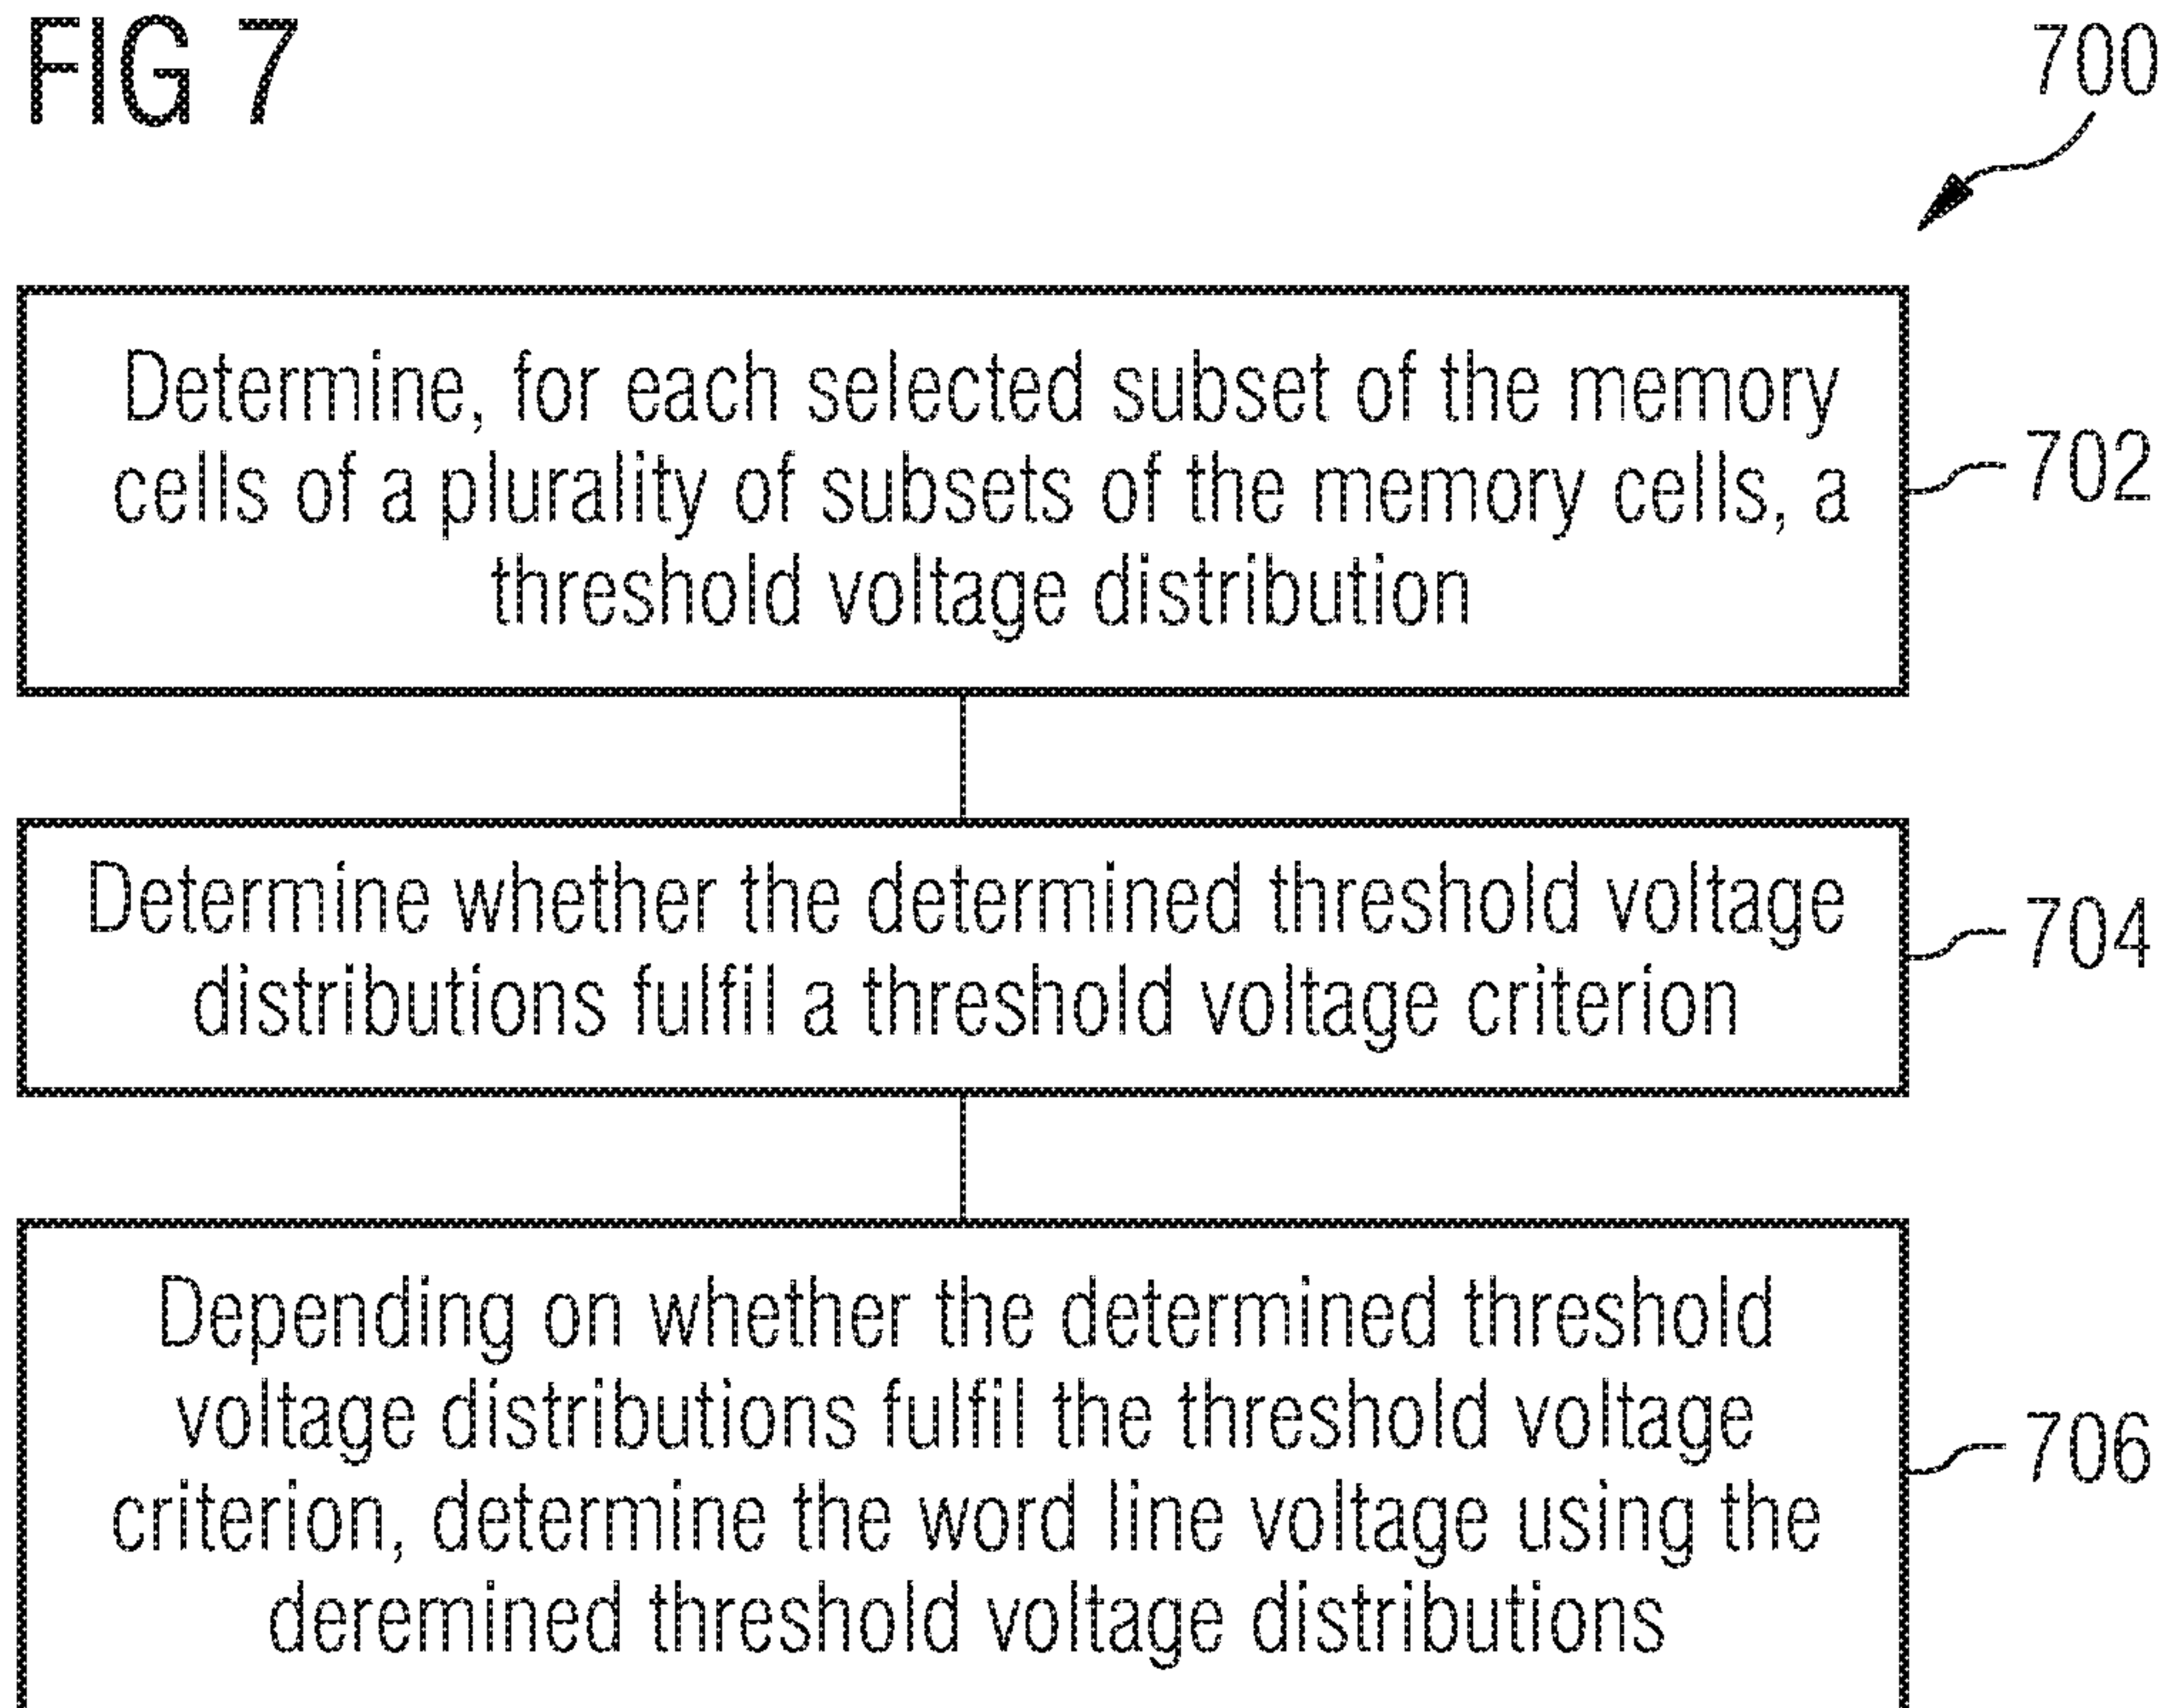 FIG 7
700
Determine, for each selected subset of the memory
cells of a plurality of subsets of the memory cells, a
threshold voltage distribution
702
Determine whether the determined threshold voltage
distributions fulfil a threshold voltage criterion
704
Depending on whether the determined threshold
voltage distributions fulfil the threshold voltage
criterion, determine the word line voltage using the
deremined threshold voltage distributions
706